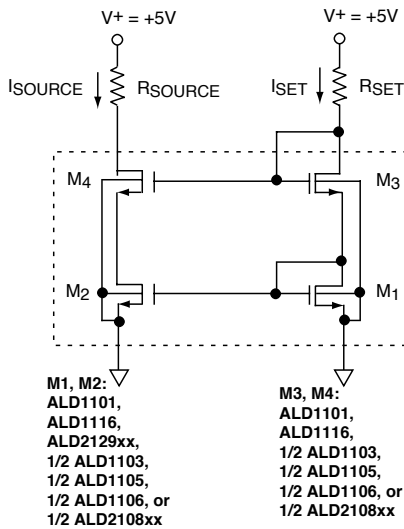 V+ = +5V
V+ = +5V
ISOURCE
RSOURCE
ISET
RSET
M4
M3
M2
M1
M1, M2:
ALD1101,
ALD1116,
ALD2129xx,
1/2 ALD1103,
1/2 ALD1105,
1/2 ALD1106, or
1/2 ALD2108xx
M3, M4:
ALD1101,
ALD1116,
1/2 ALD1103,
1/2 ALD1105,
1/2 ALD1106, or
1/2 ALD2108xx